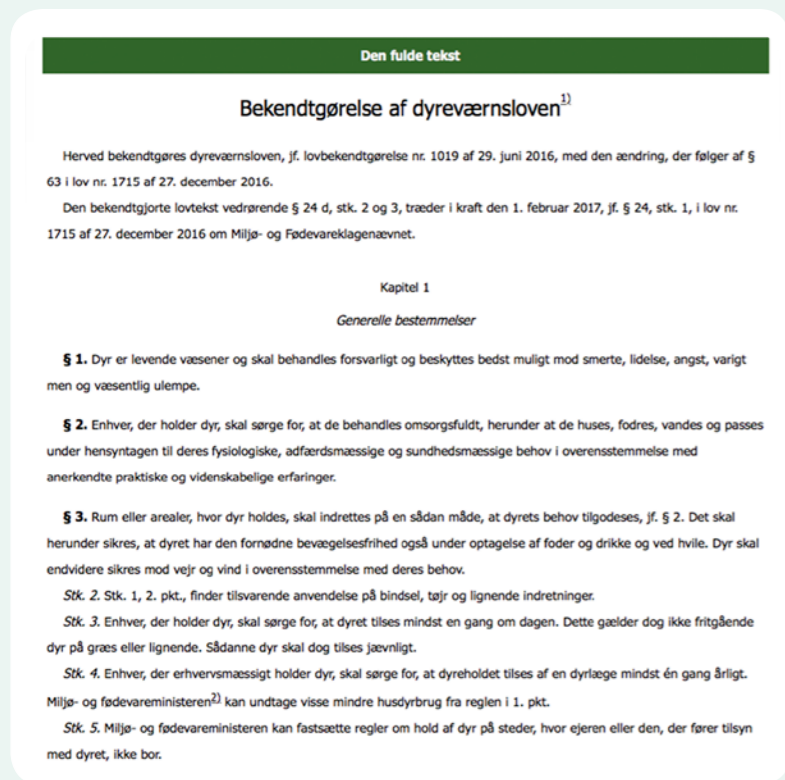 Den fulde tekst
Bekendtgørelse af dyreværnsloven1)
Herved bekendtgøres dyreværnsloven, jf. lovbekendtgørelse nr. 1019 af 29. juni 2016, med den ændring, der følger af §
63 i lov nr. 1715 af 27. december 2016.
Den bekendtgjorte lovtekst vedrørende § 24 d, stk. 2 og 3, træder i kraft den 1. februar 2017, jf. § 24, stk. 1, i lov nr.
1715 af 27. december 2016 om Miljø- og Fødevareklagenævnet.
Kapitel 1
Generelle bestemmelser
§ 1. Dyr er levende væsener og skal behandles forsvarligt og beskyttes bedst muligt mod smerte, lidelse, angst, varigt
men og væsentlig ulempe.
§ 2. Enhver, der holder dyr, skal sørge for, at de behandles omsorgsfuldt, herunder at de huses, fodres, vandes og passes
under hensyntagen til deres fysiologiske, adfærdsmæssige og sundhedsmæssige behov i overensstemmelse med
anerkendte praktiske og videnskabelige erfaringer.
§ 3. Rum eller arealer, hvor dyr holdes, skal indrettes på en sådan måde, at dyrets behov tilgodeses, jf. § 2. Det skal
herunder sikres, at dyret har den fornødne bevægelsesfrihed også under optagelse af foder og drikke og ved hvile. Dyr skal
endvidere sikres mod vejr og vind i overensstemmelse med deres behov.
Stk. 2. Stk. 1, 2. pkt., finder tilsvarende anvendelse på bindsel, tøjr og lignende indretninger.
Stk. 3. Enhver, der holder dyr, skal sørge for, at dyret tilses mindst en gang om dagen. Dette gælder dog ikke fritgående
dyr på græs eller lignende. Sådanne dyr skal dog tilses jævnligt.
Stk. 4. Enhver, der erhvervsmæssigt holder dyr, skal sørge for, at dyreholdet tilses af en dyrlæge mindst én gang årligt.
Miljø- og fødevareministeren2) kan undtage visse mindre husdyrbrug fra reglen i 1. pkt.
Stk. 5. Miljø- og fødevareministeren kan fastsætte regler om hold af dyr på steder, hvor ejeren eller den, der fører tilsyn
med dyret, ikke bor.